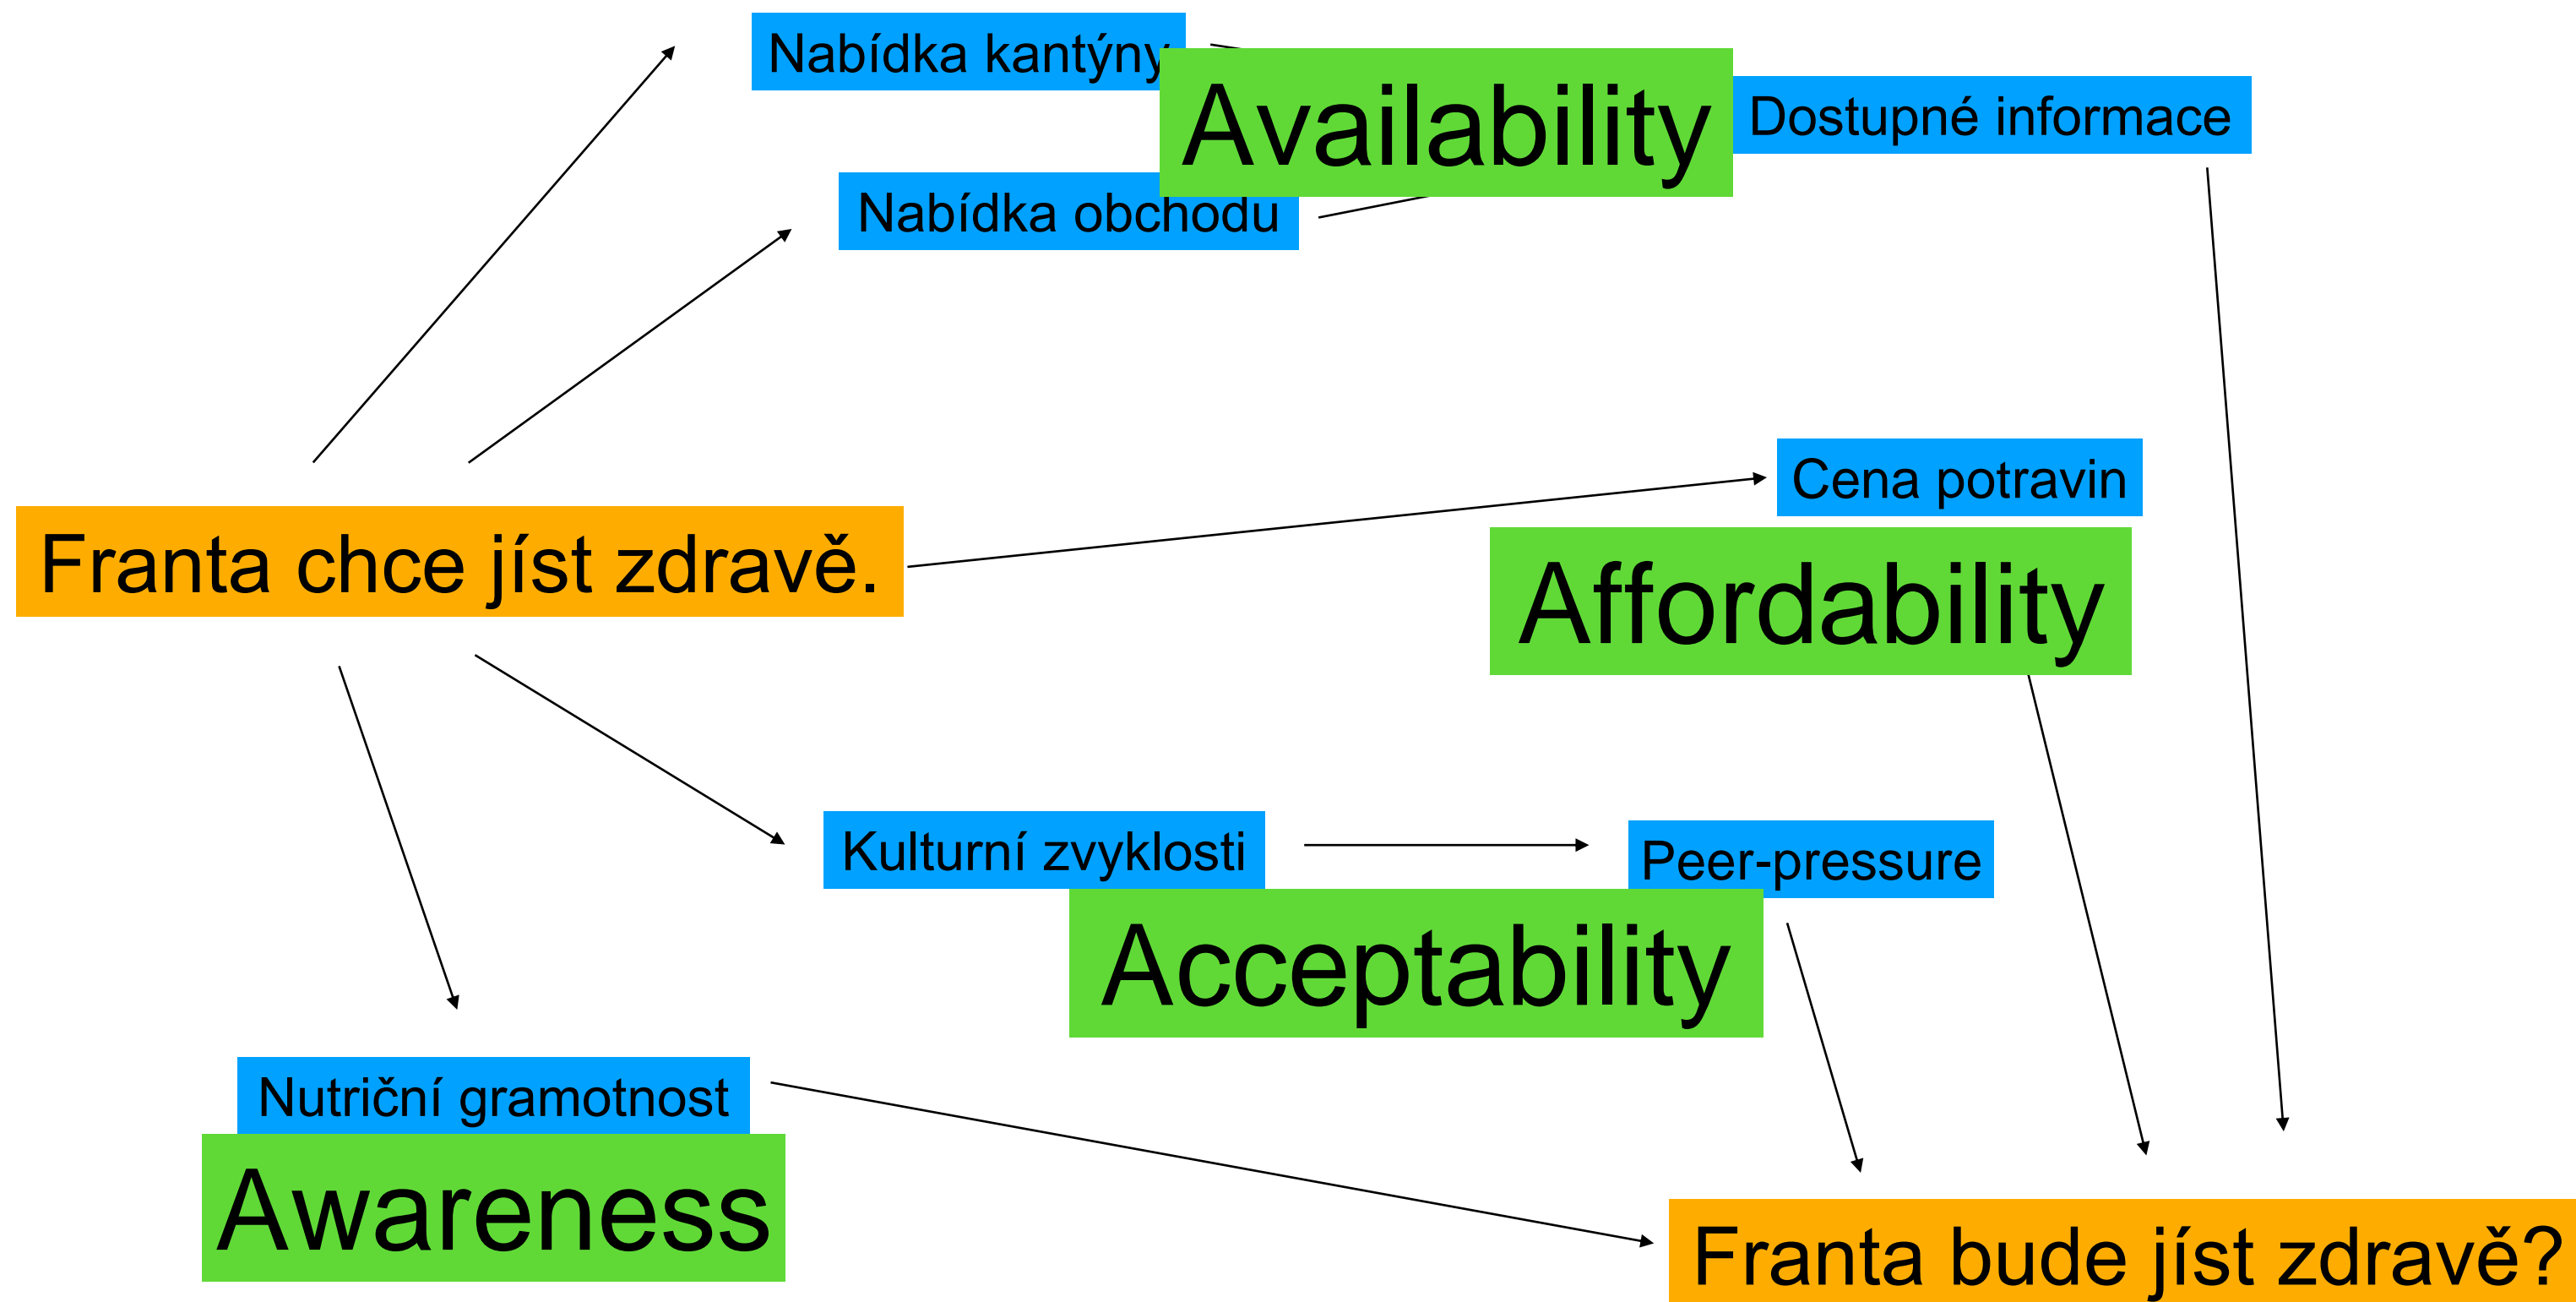 Nabídka kantýny
Availability
Dostupné informace
Nabídka obchodu
Cena potravin
Franta chce jíst zdravě.
Affordability
Kulturní zvyklosti
Peer-pressure
Acceptability
Nutriční gramotnost
Awareness
Franta bude jíst zdravě?